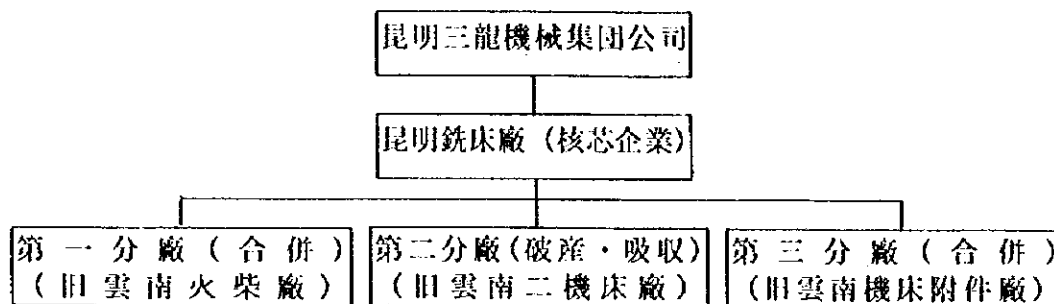 昆明三龍機械集団公司
昆明銑床廠（核芯企業）
第一分廠（合併）
（旧雲南火柴廠）
第二分廠（破産・吸収）
（旧雲南二機床廠）
第三分廠（合併）
（旧雲南機床附件廠）